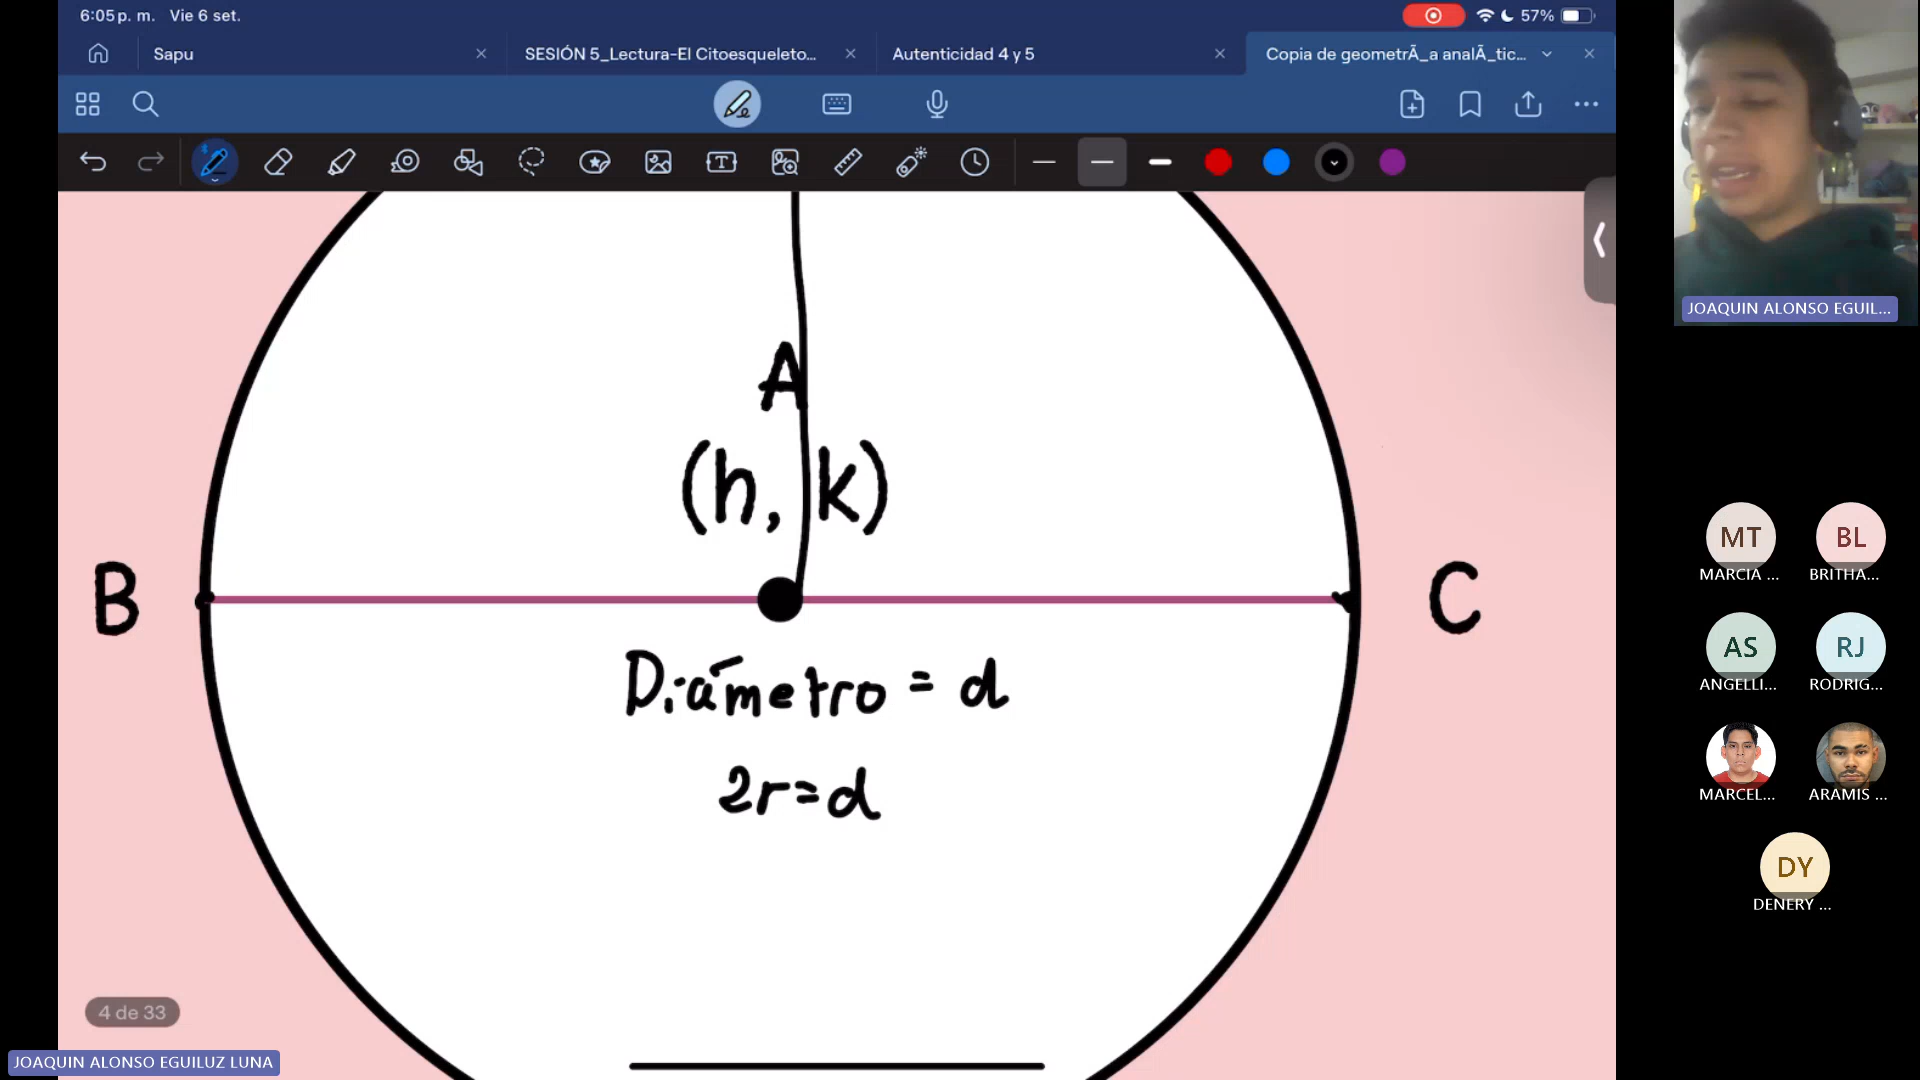 6:05 p. m. Vie 6 set.
57%
Sapu
SESIÓN 5_Lectura-El Citoesqueleto...
Autenticidad 4 y 5
Copia de geometrÃ_a analÃ_tic...
A
(h, k)
B
C
Diámetro = d
2r=d
4 de 33
JOAQUIN ALONSO EGUILUZ LUNA
JOAQUIN ALONSO EGUIL...
MT
BL
MARCIA ...
BRITHA...
AS
RJ
ANGELLI...
RODRIG...
MARCEL...
ARAMIS ...
DY
DENERY ...